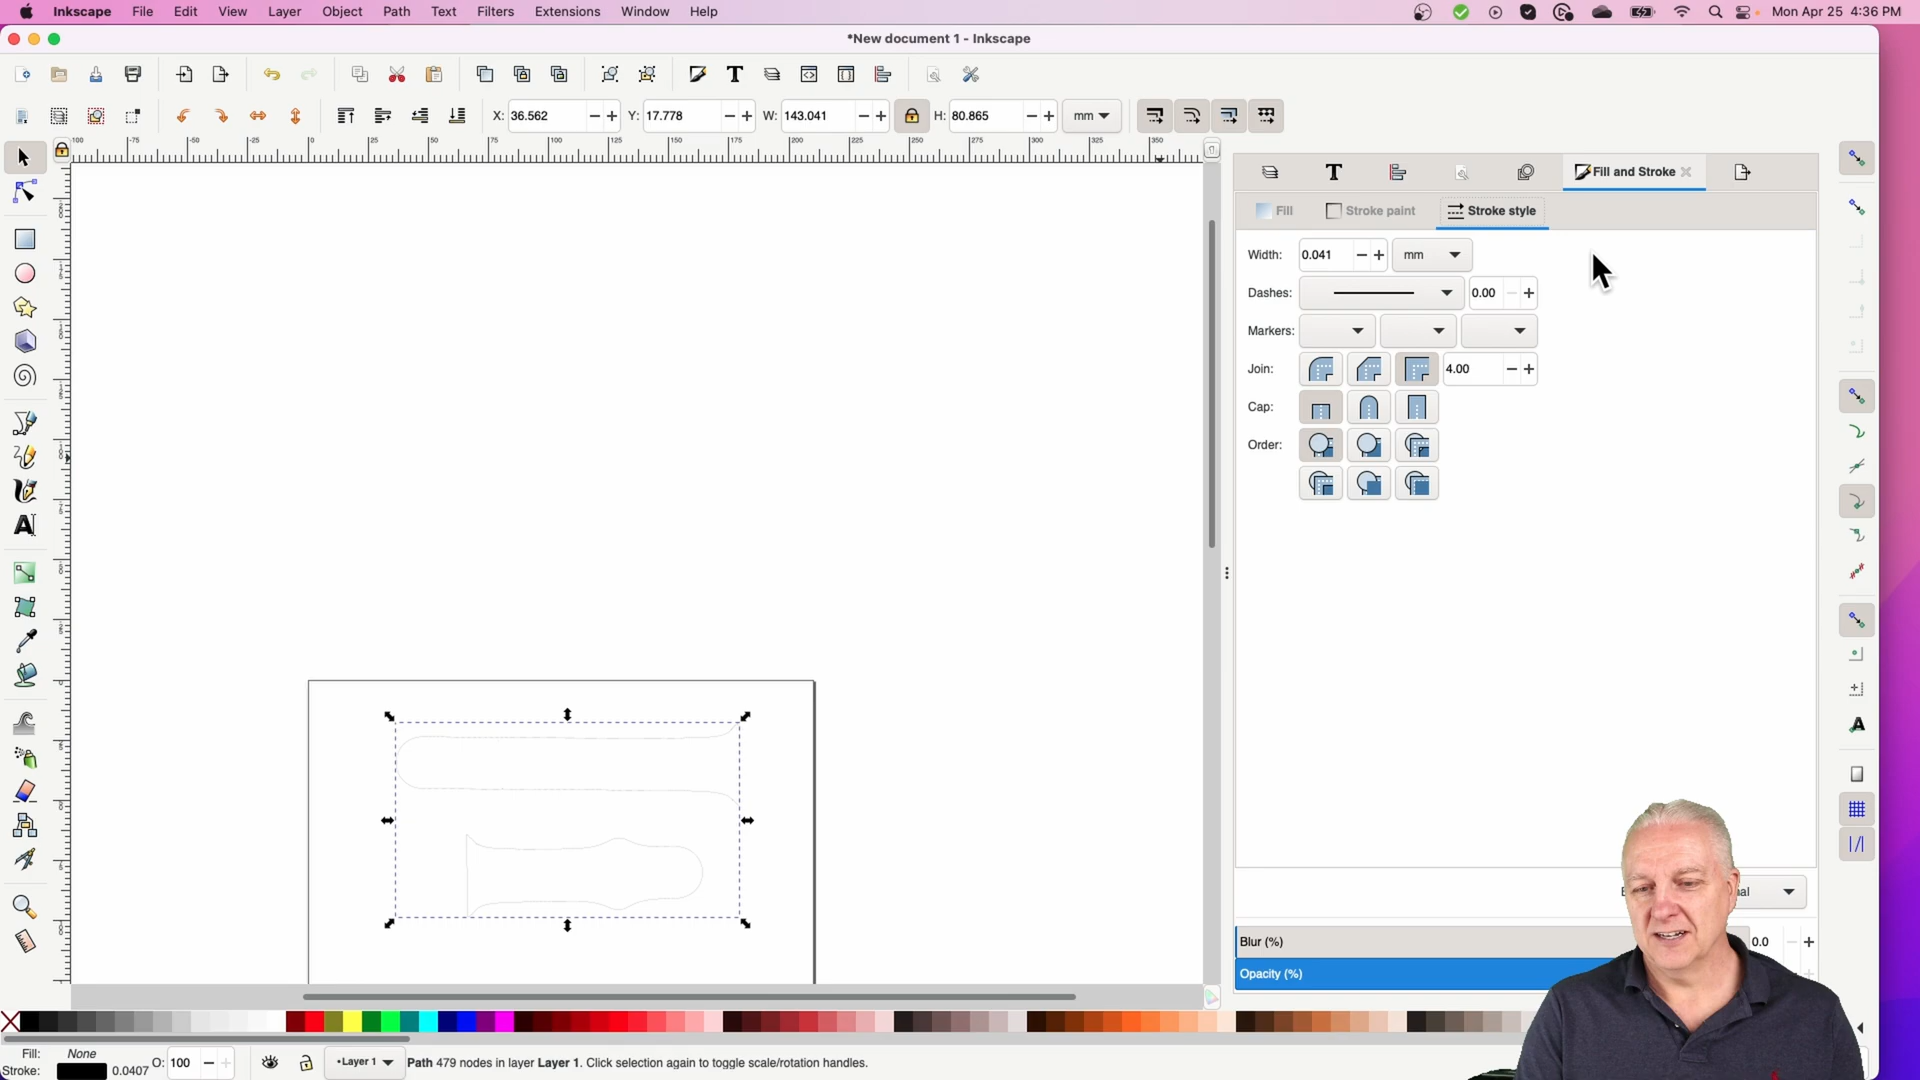 Inkscape File Edit View Layer Object Path Text Filters Extensions Window Help Mon Apr 25 4:36 PM
*New document 1 - Inkscape
X: 36.562 Y: 17.778 W: 143.041 H: 80.865 mm
Fill and Stroke
Fill Stroke paint Stroke style
Width: 0.041 mm
Dashes: 0.00
Markers:
Join: 4.00
Cap:
Order:
Blur (%) 0.0
Opacity (%)
Fill: None O: 100 •Layer 1 Path 479 nodes in layer Layer 1. Click selection again to toggle scale/rotation handles.
Stroke: 0.0407